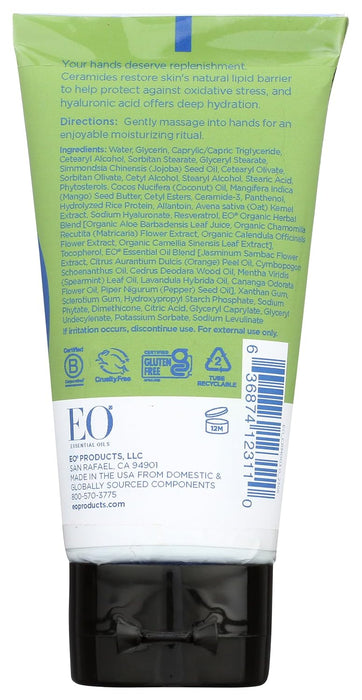 Your hands deserve replenishment.
Ceramides restore skin's natural lipid barrier
to help protect against oxidative stress, and
hyaluronic acid offers deep hydration.
Directions: Gently massage into hands for an
enjoyable moisturizing ritual.
Ingredients: Water, Glycerin, Caprylic/Capric Triglyceride,
Cetearyl Alcohol, Sorbitan Stearate, Glyceryl Stearate,
Simmondsia Chinensis (Jojoba) Seed Oil, Cetearyl Olivate,
Sorbitan Olivate, Cetyl Alcohol, Stearyl Alcohol, Stearic Acid,
Phytosterols, Cocos Nucifera (Coconut) Oil, Mangifera Indica
(Mango) Seed Butter, Cetyl Esters, Ceramide-3, Panthenol,
Hydrolyzed Rice Protein, Allantoin, Avena sativa (Oat) Kernel
Extract, Sodium Hyaluronate, Resveratrol, EO® Organic Herbal
Blend [Organic Aloe Barbadensis Leaf Juice, Organic Chamomilla
Recutita (Matricaria) Flower Extract, Organic Calendula Officinalis
Flower Extract, Organic Camellia Sinensis Leaf Extract],
Tocopherol, EO® Essential Oil Blend [Jasminum Sambac Flower
Extract, Citrus Aurantium Dulcis (Orange) Peel Oil, Cymbopogon
Schoenanthus Oil, Cedrus Deodara Wood Oil, Mentha Viridis
(Spearmint) Leaf Oil, Lavandula Hybrida Oil, Cananga Odorata
Flower Oil, Piper Nigrum (Pepper) Seed Oil], Xanthan Gum,
Sclerotium Gum, Hydroxypropyl Starch Phosphate, Sodium
Phytate, Dimethicone, Citric Acid, Glyceryl Caprylate, Glyceryl
Undecylenate, Potassium Sorbate, Sodium Levulinate
If irritation occurs, discontinue use. For external use only.
Certified
B
Corporation
CrueltyFree
CERTIFIED
GLUTEN
FREE
2
TUBE
RECYCLABLE
6 36874 12311 0
EO®
ESSENTIAL OILS
12M
EO® PRODUCTS, LLC
SAN RAFAEL, CA 94901
MADE IN THE USA FROM DOMESTIC &
GLOBALLY SOURCED COMPONENTS
800-570-3775
eoproducts.com